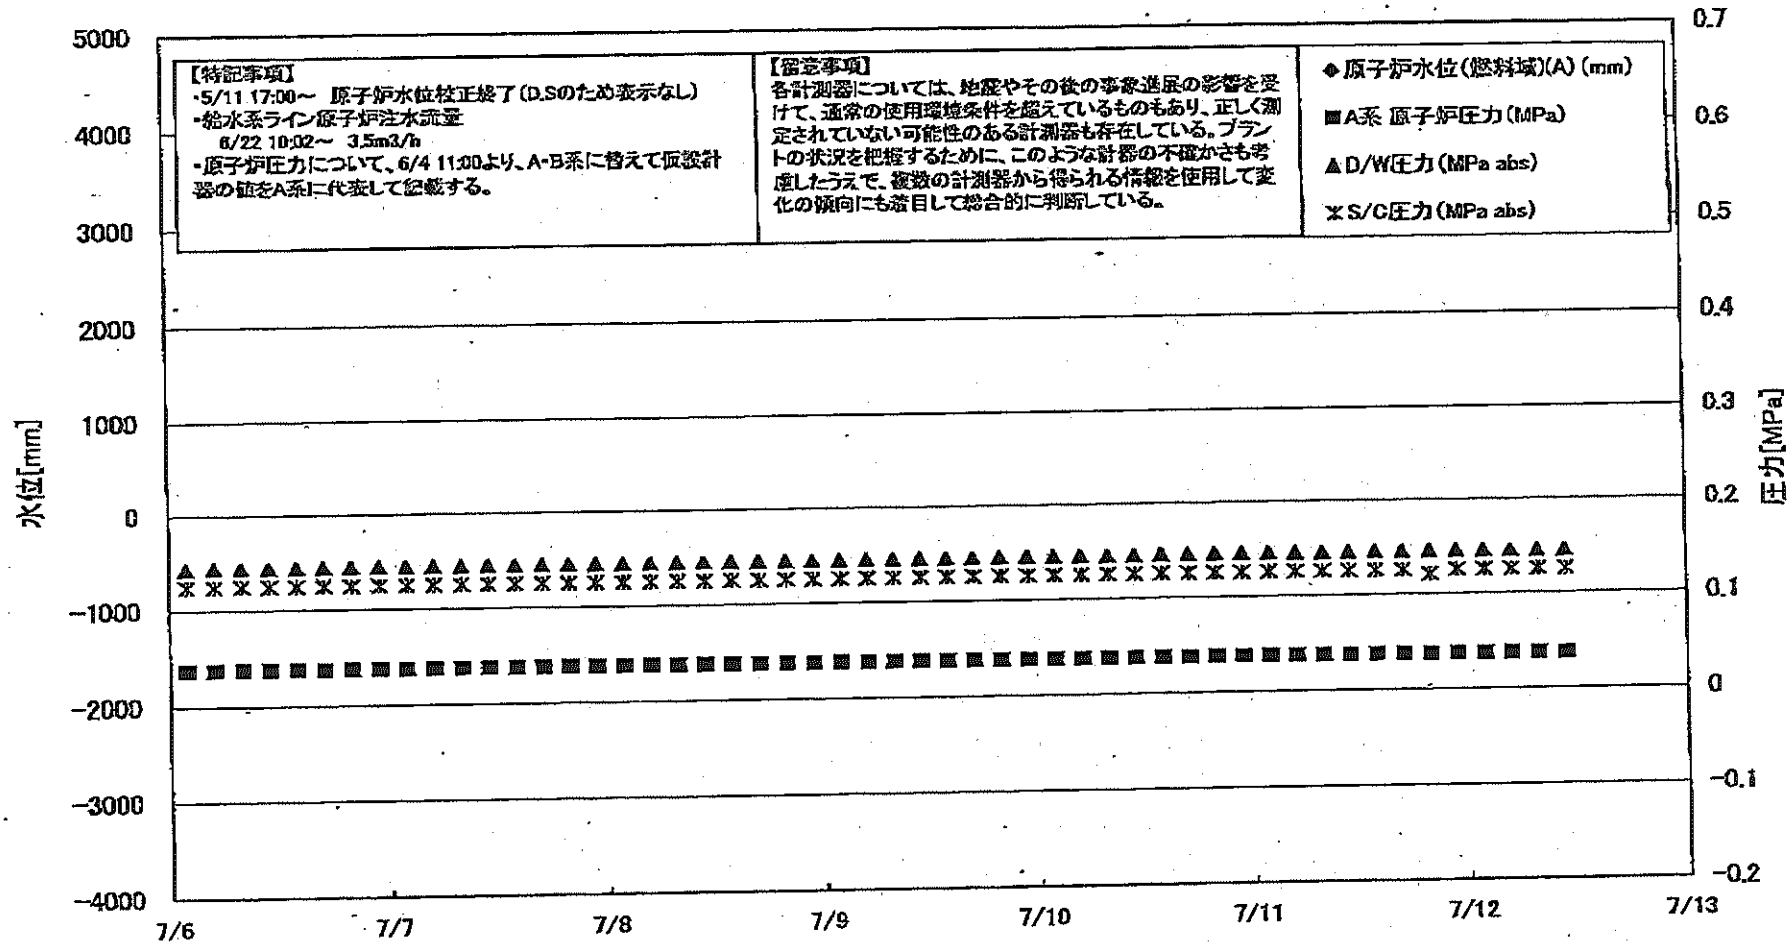 5000
4000
3000
2000
1000
0
-1000
-2000
-3000
-4000
水位[mm]
【特記事項】
・5/11 17:00～ 原子炉水位校正終了(D.Sのため表示なし)
・給水系ライン原子炉注水流量
6/22 10:02～ 3.5m3/h
・原子炉圧力について、6/4 11:00より、A・B系に替えて仮設計
器の値をA系に代表して記載する。
【留意事項】
各計測器については、地震やその後の事象進展の影響を受
けて、通常の使用環境条件を超えているものもあり、正しく測
定されていない可能性のある計測器も存在している。プラン
トの状況を把握するために、このような計器の不確かさも考
慮したうえで、複数の計測器から得られる情報を使用して変
化の傾向にも着目して総合的に判断している。
◆原子炉水位(燃料域)(A)(mm)
■A系 原子炉圧力(MPa)
▲D/W圧力(MPa abs)
S/C圧力(MPa abs)
0.7
0.6
0.5
0.4
0.3
0.2
0.1
0
-0.1
-0.2
圧力[MPa]
7/6
7/7
7/8
7/9
7/10
7/11
7/12
7/13